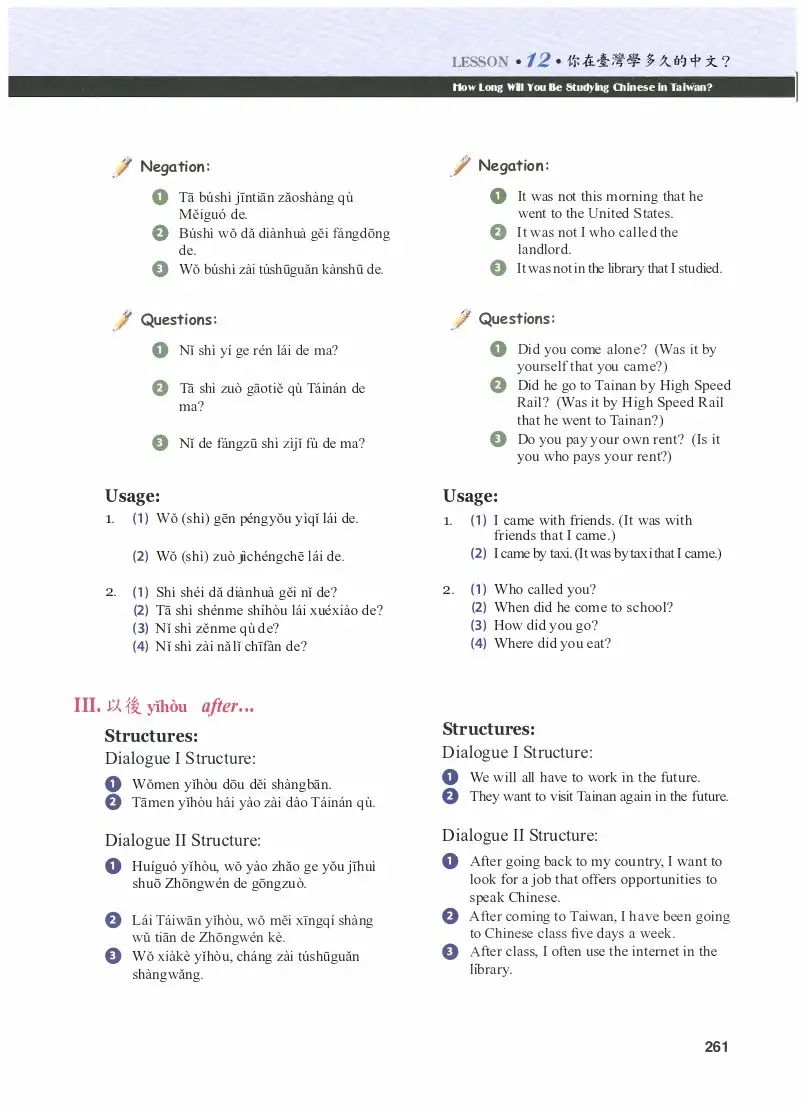 LESSON • 12 • 你在臺灣學多久的中文？
How Long Will You Be Studying Chinese in Taiwan?
Negation:
1 Tā búshì jīntiān zǎoshàng qù
Měiguó de.
2 Búshì wǒ dǎ diànhuà gěi fángdōng
de.
3 Wǒ búshì zài túshūguǎn kànshū de.
Questions:
1 Nǐ shì yí ge rén lái de ma?
2 Tā shì zuò gāotiě qù Táinán de
ma?
3 Nǐ de fángzū shì zìjǐ fù de ma?
Usage:
1. (1) Wǒ (shì) gēn péngyǒu yìqǐ lái de.
(2) Wǒ (shì) zuò jìchéngchē lái de.
2. (1) Shì shéi dǎ diànhuà gěi nǐ de?
(2) Tā shì shénme shíhòu lái xuéxiào de?
(3) Nǐ shì zěnme qù de?
(4) Nǐ shì zài nǎlǐ chīfàn de?
III. 以後 yǐhòu after...
Structures:
Dialogue I Structure:
1 Wǒmen yǐhòu dōu děi shàngbān.
2 Tāmen yǐhòu hái yào zài dào Táinán qù.
Dialogue II Structure:
1 Huíguó yǐhòu, wǒ yào zhǎo ge yǒu jīhuì
shuō Zhōngwén de gōngzuò.
2 Lái Táiwān yǐhòu, wǒ měi xīngqí shàng
wǔ tiān de Zhōngwén kè.
3 Wǒ xiàkè yǐhòu, cháng zài túshūguǎn
shàngwǎng.
Negation:
1 It was not this morning that he
went to the United States.
2 It was not I who called the
landlord.
3 It was not in the library that I studied.
Questions:
1 Did you come alone? (Was it by
yourself that you came?)
2 Did he go to Tainan by High Speed
Rail? (Was it by High Speed Rail
that he went to Tainan?)
3 Do you pay your own rent? (Is it
you who pays your rent?)
Usage:
1. (1) I came with friends. (It was with
friends that I came.)
(2) I came by taxi. (It was by taxi that I came.)
2. (1) Who called you?
(2) When did he come to school?
(3) How did you go?
(4) Where did you eat?
Structures:
Dialogue I Structure:
1 We will all have to work in the future.
2 They want to visit Tainan again in the future.
Dialogue II Structure:
1 After going back to my country, I want to
look for a job that offers opportunities to
speak Chinese.
2 After coming to Taiwan, I have been going
to Chinese class five days a week.
3 After class, I often use the internet in the
library.
261